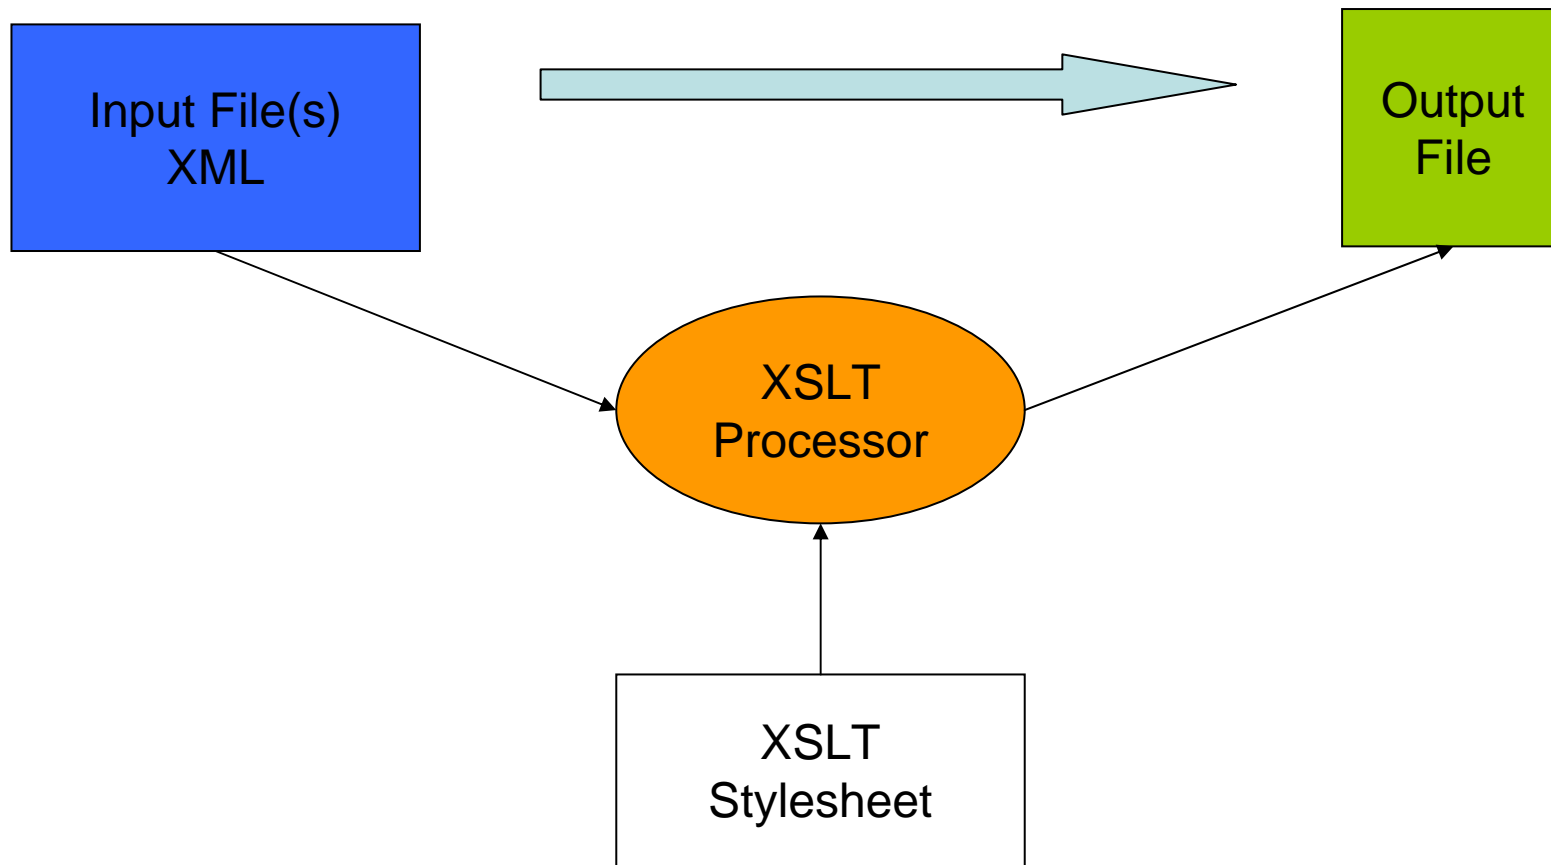 Input File(s)
XML
Output
File
XSLT
Processor
XSLT
Stylesheet